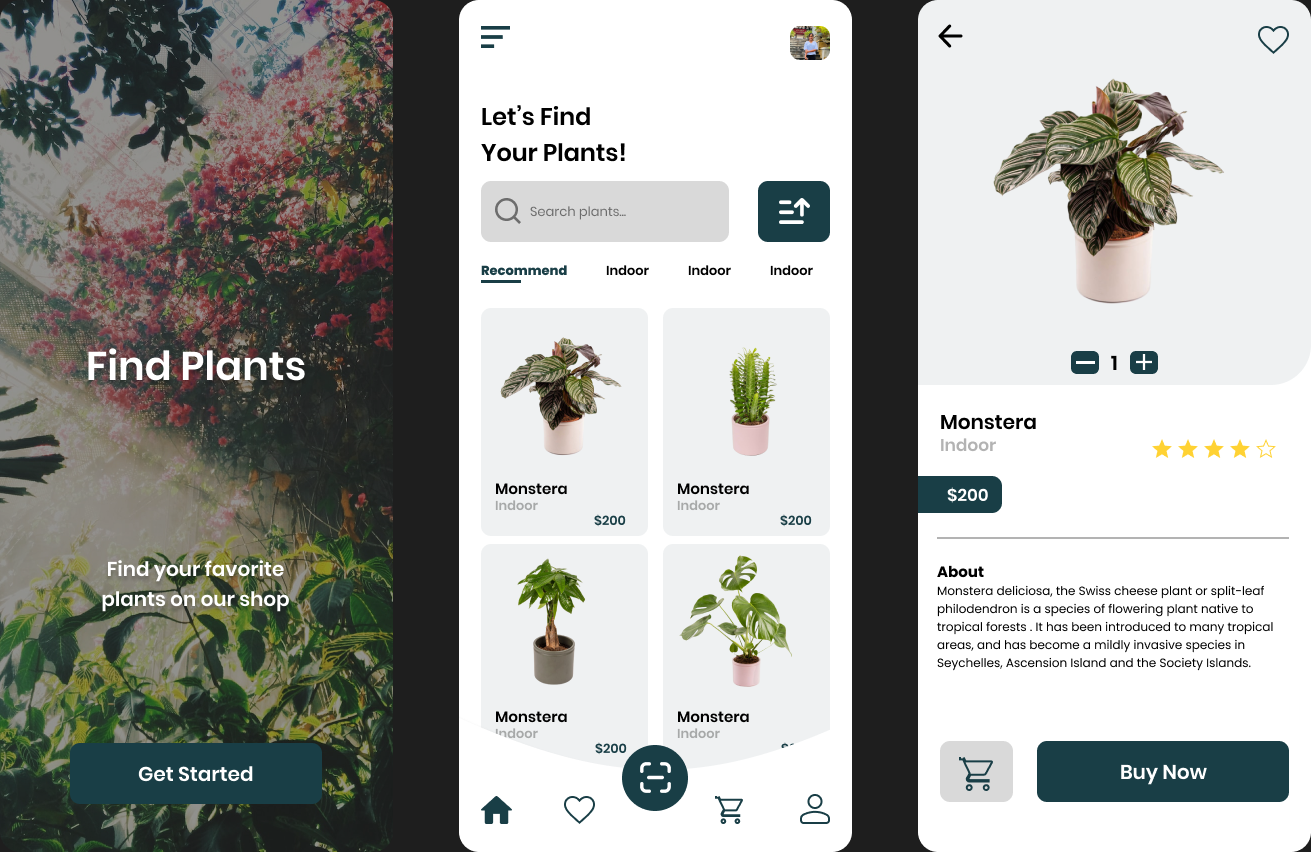 Find Plants
Find your favorite
plants on our shop
Get Started
Let’s Find
Your Plants!
Search plants...
Recommend Indoor Indoor Indoor
Monstera
Indoor
$200
Monstera
Indoor
$200
Monstera
Indoor
$200
Monstera
Indoor
1
Monstera
Indoor
$200
About
Monstera deliciosa, the Swiss cheese plant or split-leaf
philodendron is a species of flowering plant native to
tropical forests . It has been introduced to many tropical
areas, and has become a mildly invasive species in
Seychelles, Ascension Island and the Society Islands.
Buy Now